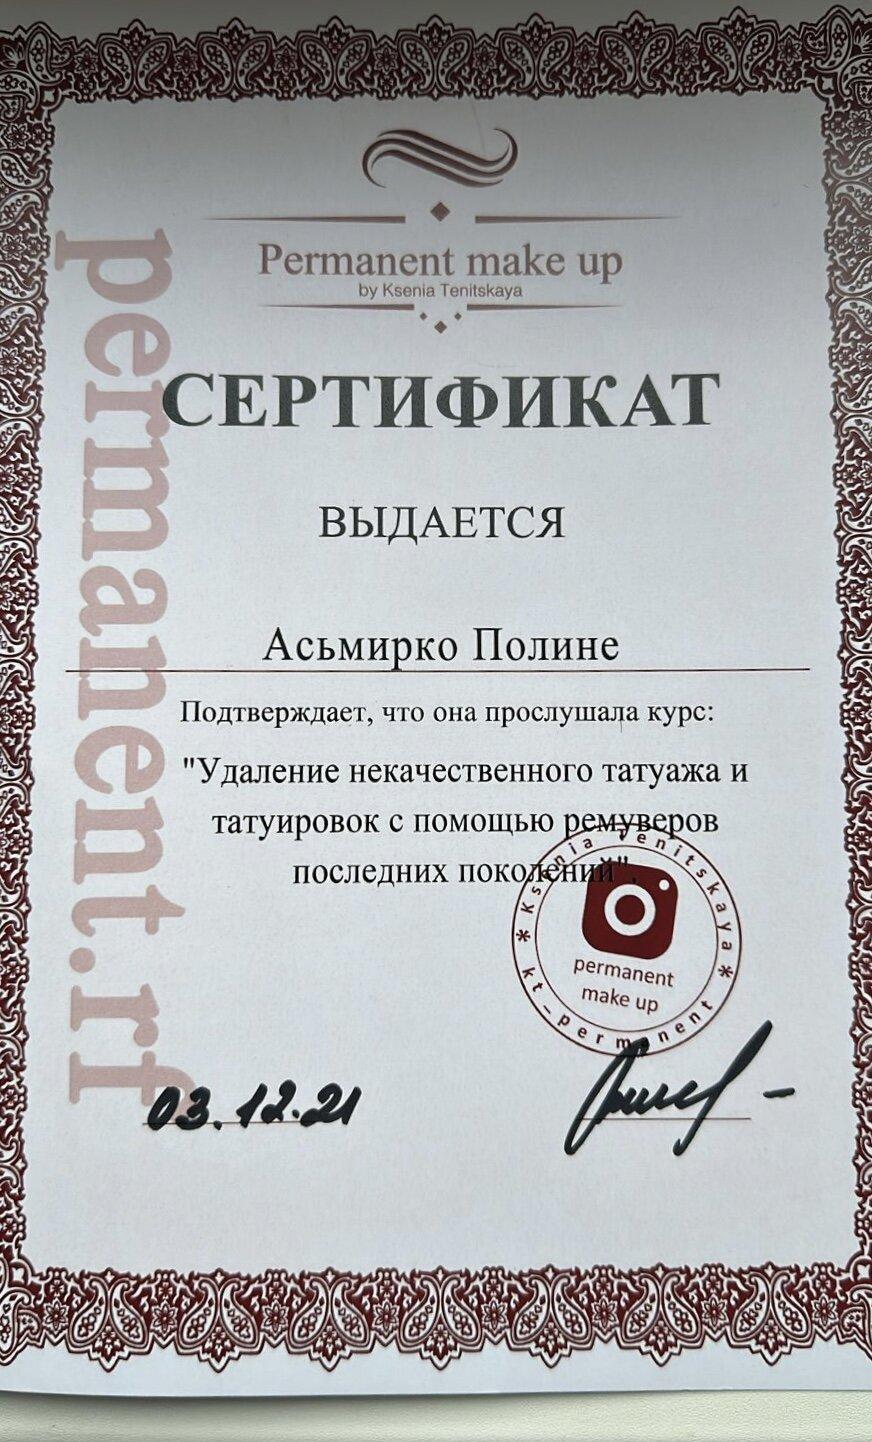 Permanent make up
by Ksenia Tenitskaya
permanent.rf
СЕРТИФИКАТ
ВЫДАЕТСЯ
Асьмирко Полине
Подтверждает, что она прослушала курс:
"Удаление некачественного татуажа и
татуировок с помощью ремуверов
последних поколений".
* Ksenia Tenitskaya *
permanent
make up
kt_permanent
03.12.21